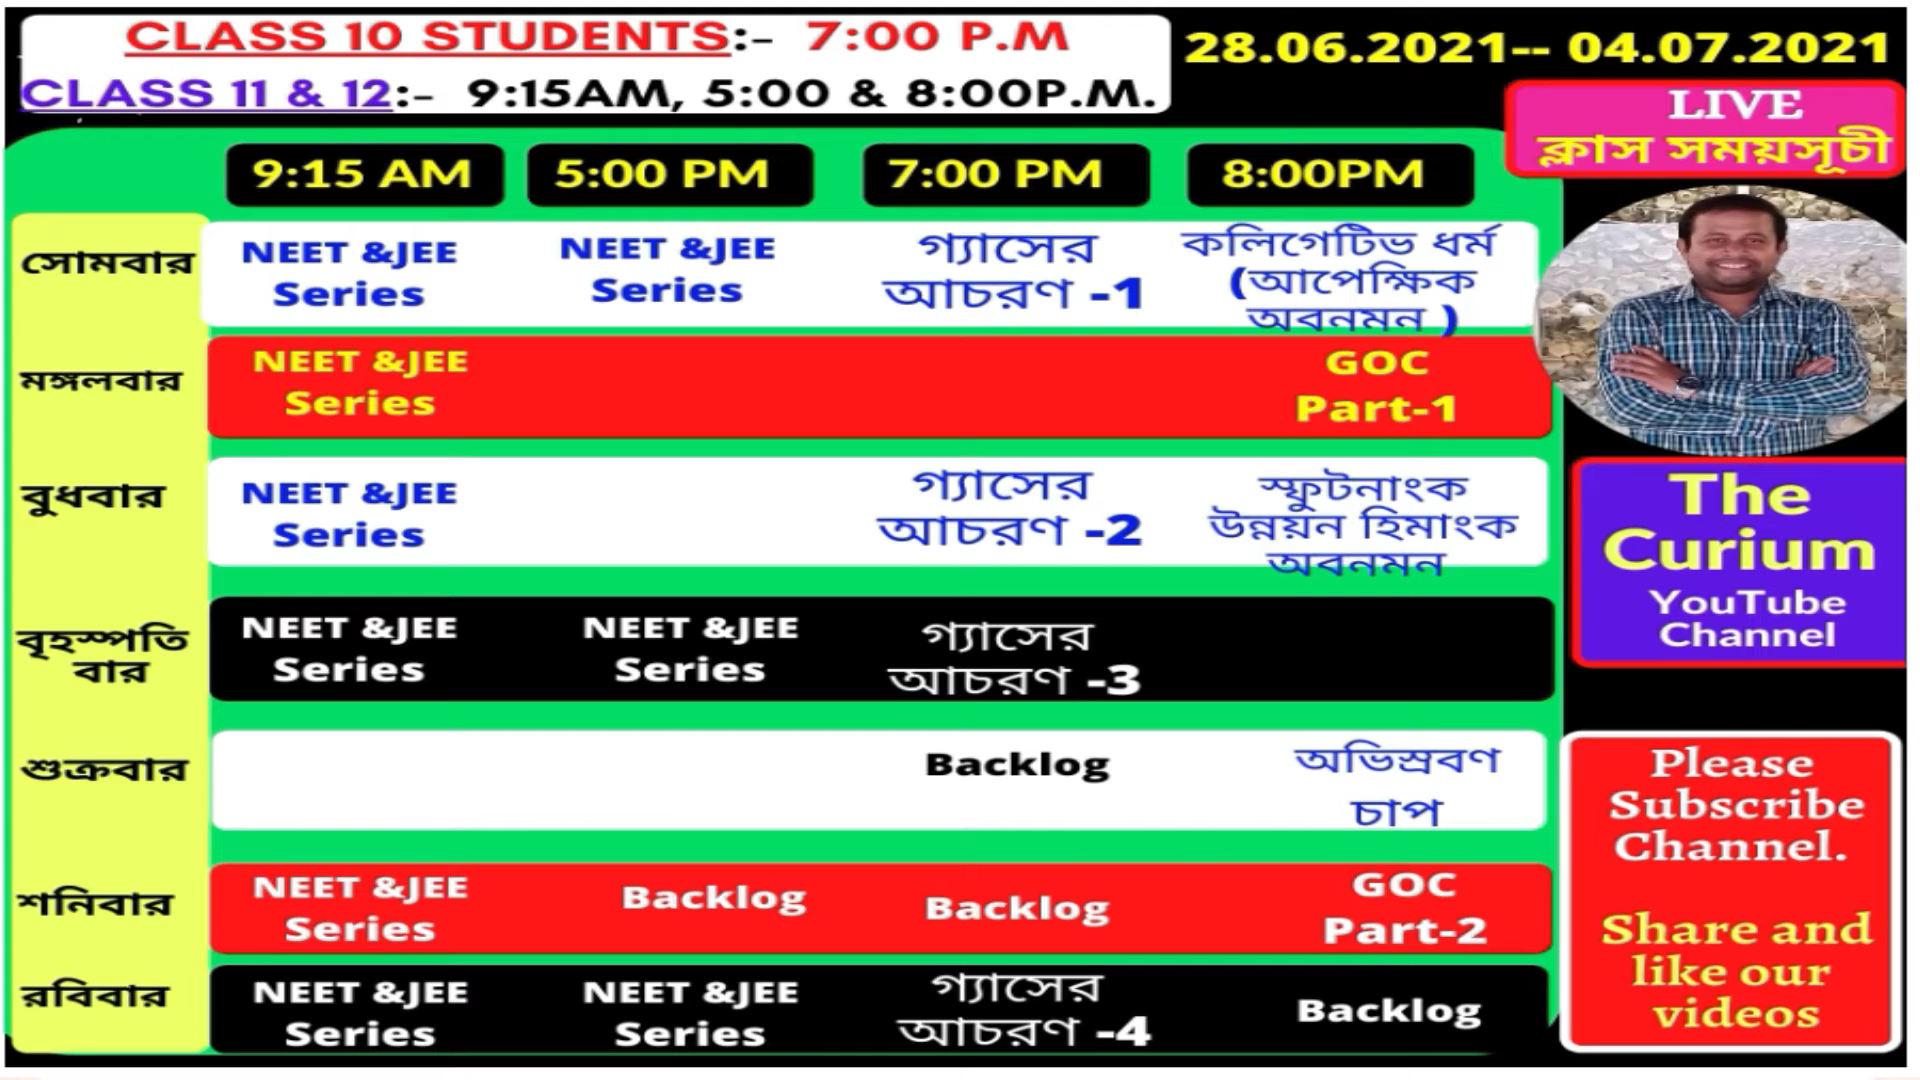 CLASS 10 STUDENTS:- 7:00 P.M
CLASS 11 & 12:- 9:15AM, 5:00 & 8:00P.M.
28.06.2021-- 04.07.2021
LIVE
ক্লাস সময়সূচী
9:15 AM 5:00 PM 7:00 PM 8:00PM
সোমবার
NEET &JEE
Series
NEET &JEE
Series
গ্যাসের
আচরণ -1
কলিগেটিভ ধর্ম
(আপেক্ষিক
অবনমন )
মঙ্গলবার
NEET &JEE
Series
GOC
Part-1
বুধবার
NEET &JEE
Series
গ্যাসের
আচরণ -2
স্ফুটনাংক
উন্নয়ন হিমাংক
অবনমন
বৃহস্পতি
বার
NEET &JEE
Series
NEET &JEE
Series
গ্যাসের
আচরণ -3
শুক্রবার
Backlog
অভিস্রবণ
চাপ
শনিবার
NEET &JEE
Series
Backlog
Backlog
GOC
Part-2
রবিবার
NEET &JEE
Series
NEET &JEE
Series
গ্যাসের
আচরণ -4
Backlog
The
Curium
YouTube
Channel
Please
Subscribe
Channel.
Share and
like our
videos